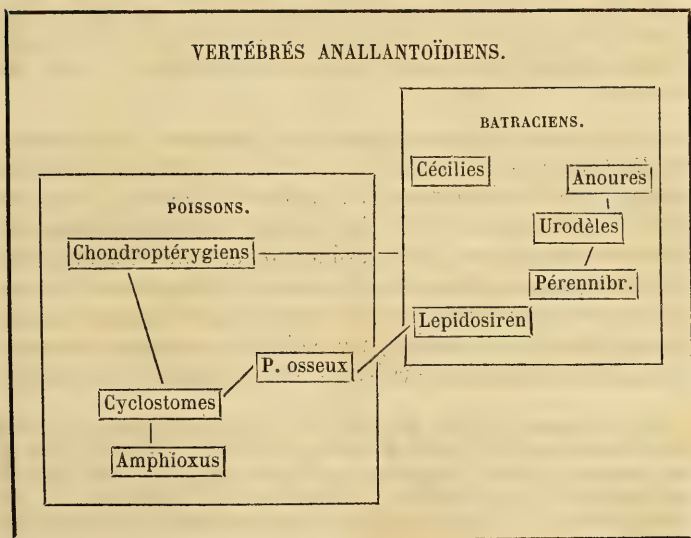 VERTÉBRÉS ANALLANTOÏDIENS.
BATRACIENS.
Cécilies
Anoures
Urodèles
Pérennibr.
Lepidosiren
POISSONS.
Chondroptérygiens
P. osseux
Cyclostomes
Amphioxus